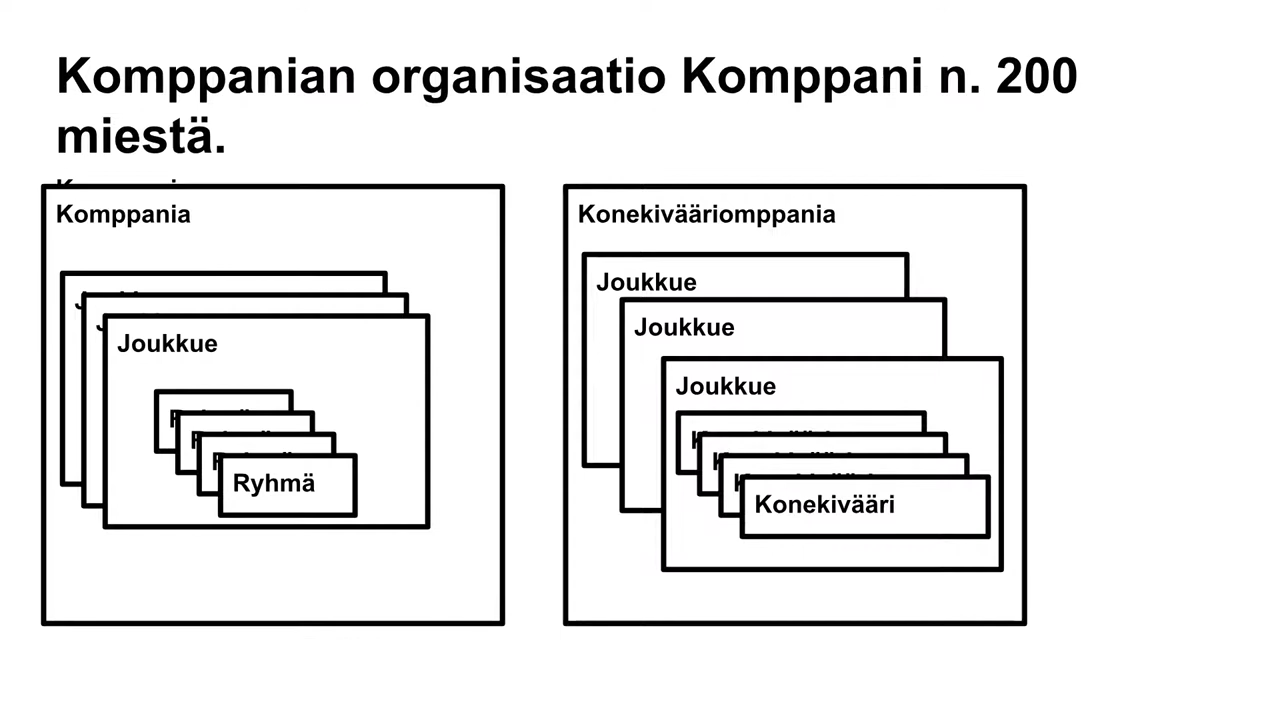 Komppanian organisaatio Komppani n. 200
miestä.
Komppania
Joukkue
Ryhmä
Konekivääriomppania
Joukkue
Joukkue
Joukkue
Konekivääri